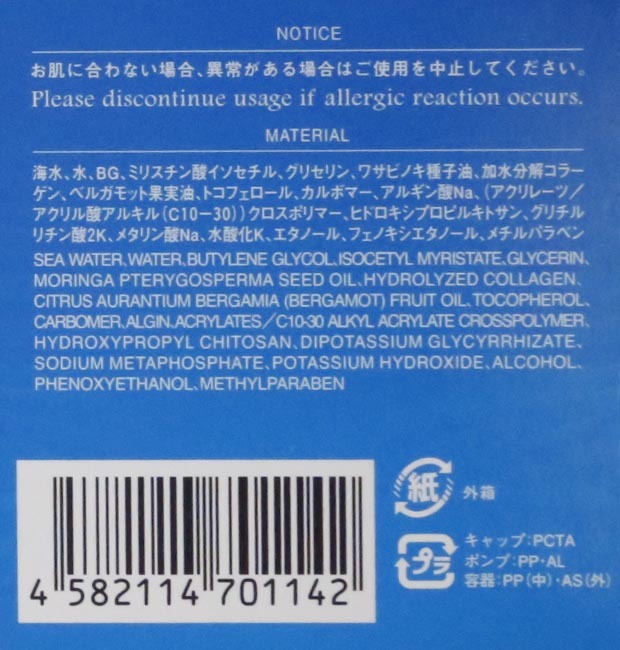 NOTICE
お肌に合わない場合、異常がある場合はご使用を中止してください。
Please discontinue usage if allergic reaction occurs.
MATERIAL
海水、水、BG、ミリスチン酸イソセチル、グリセリン、ワサビノキ種子油、加水分解コラー
ゲン、ベルガモット果実油、トコフェロール、カルボマー、アルギン酸Na、(アクリレーツ/
アクリル酸アルキル(C10-30))クロスポリマー、ヒドロキシプロピルキトサン、グリチル
リチン酸2K、メタリン酸Na、水酸化K、エタノール、フェノキシエタノール、メチルパラベン
SEA WATER、WATER、BUTYLENE GLYCOL、ISOCETYL MYRISTATE、GLYCERIN、
MORINGA PTERYGOSPERMA SEED OIL、HYDROLYZED COLLAGEN、
CITRUS AURANTIUM BERGAMIA (BERGAMOT) FRUIT OIL、TOCOPHEROL、
CARBOMER、ALGIN、ACRYLATES/C10-30 ALKYL ACRYLATE CROSSPOLYMER、
HYDROXYPROPYL CHITOSAN、DIPOTASSIUM GLYCYRRHIZATE、
SODIUM METAPHOSPHATE、POTASSIUM HYDROXIDE、ALCOHOL、
PHENOXYETHANOL、METHYLPARABEN
紙 外箱
プラ キャップ:PCTA
ポンプ:PP・AL
容器:PP(中)・AS(外)
4 582114 701142